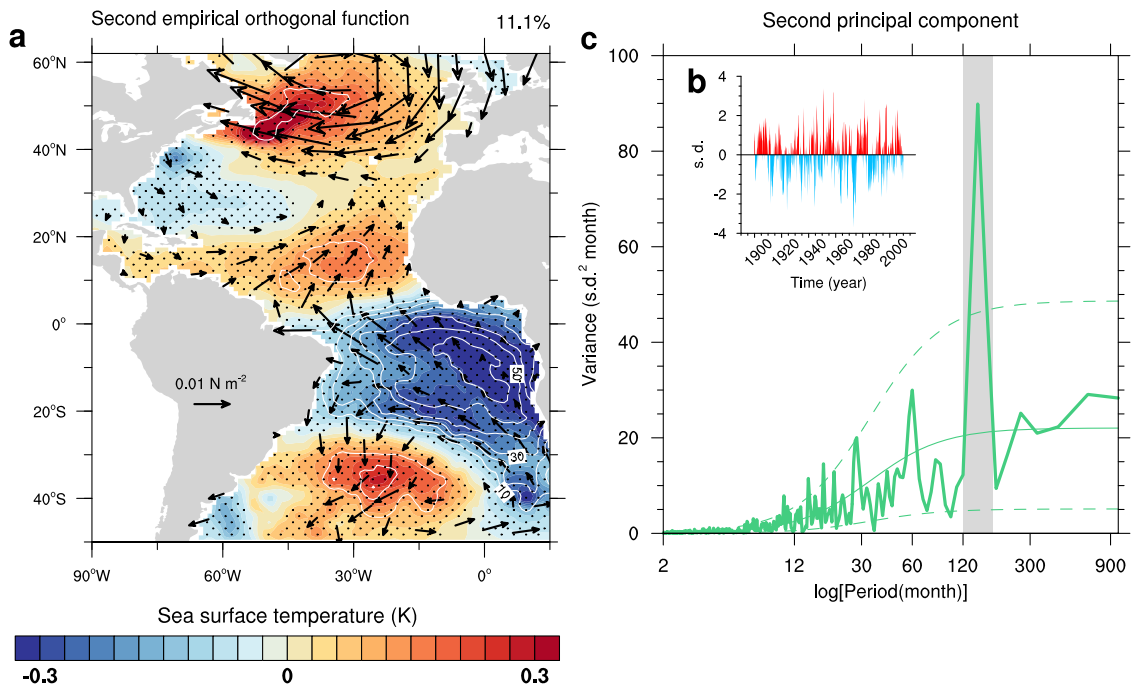 Second empirical orthogonal function
11.1%
a
60°N
40°N
20°N
0°
20°S
40°S
90°W
60°W
30°W
0°
0.01 N m⁻²
50
30
10
Sea surface temperature (K)
-0.3
0
0.3
Second principal component
c
100
80
60
40
20
0
Variance (s.d.² month)
2
12
30
60
120
300
900
log[Period(month)]
b
4
2
0
-2
-4
s. d.
1900
1920
1940
1960
1980
2000
Time (year)